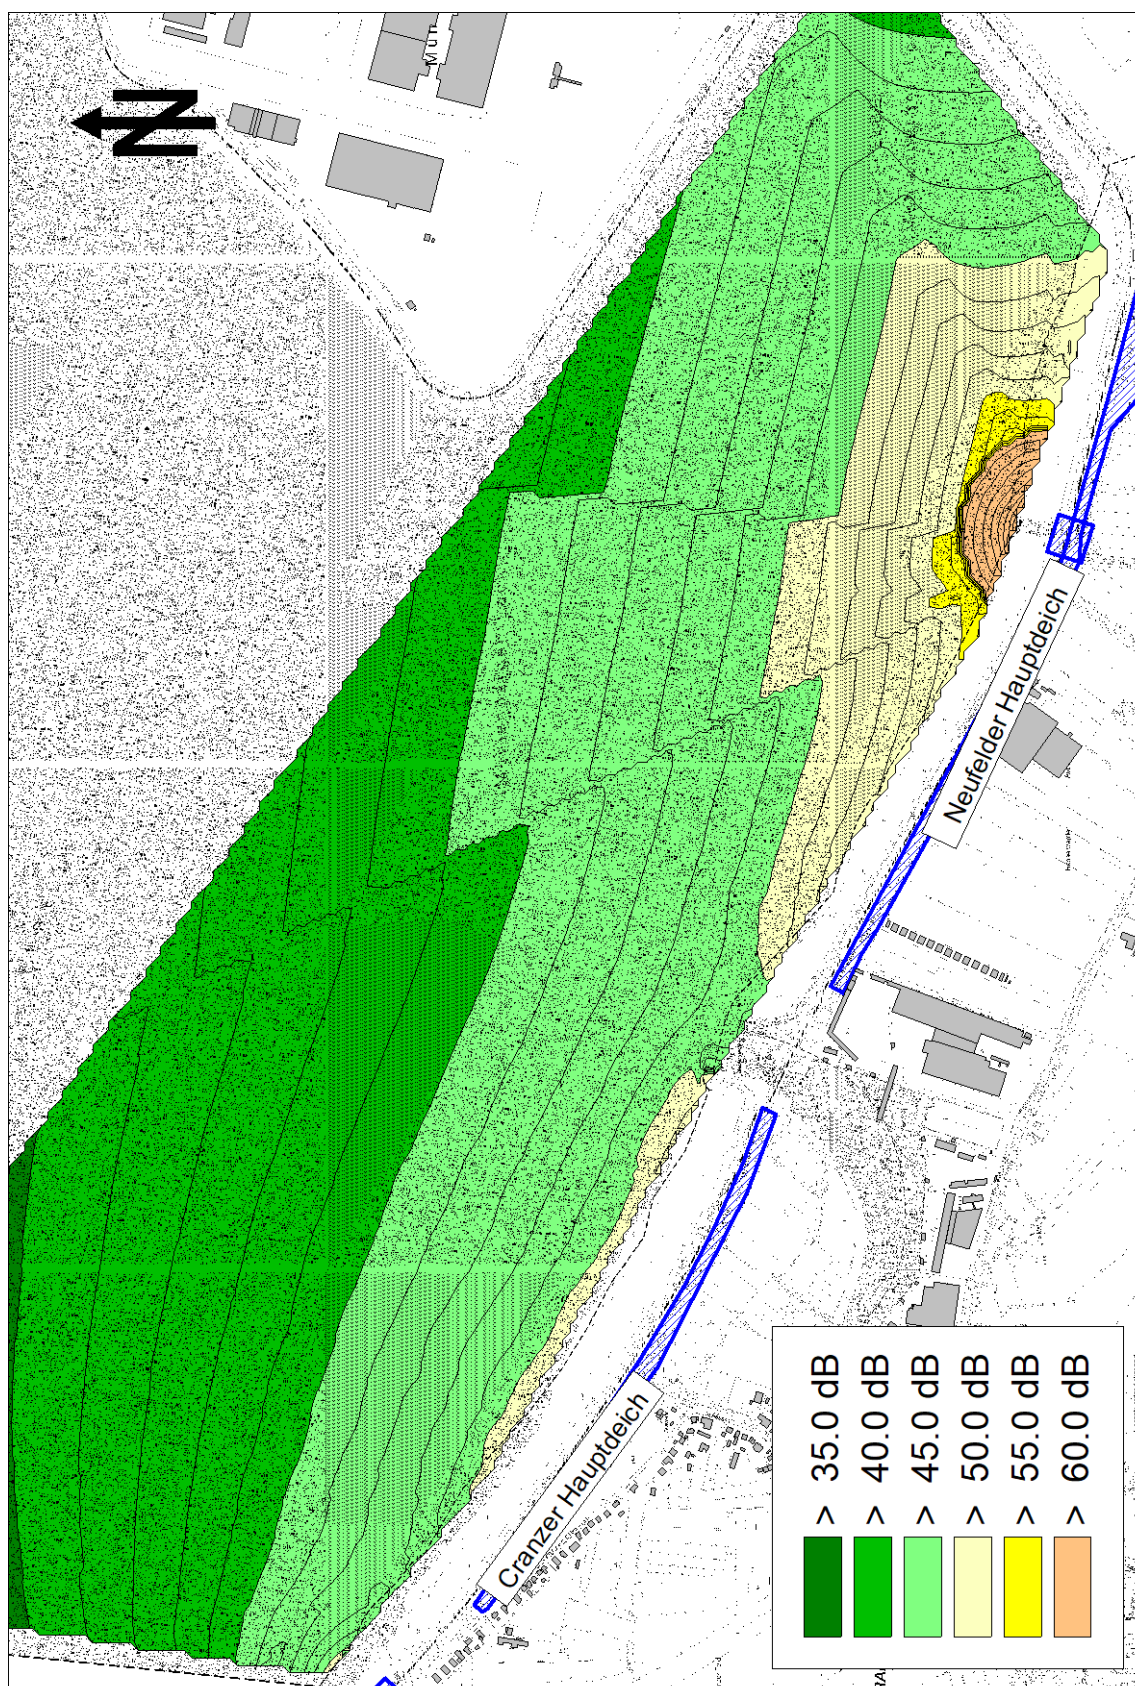 N
Mün
Neufelder Hauptdeich
Cranzer Hauptdeich
> 35.0 dB
> 40.0 dB
> 45.0 dB
> 50.0 dB
> 55.0 dB
> 60.0 dB